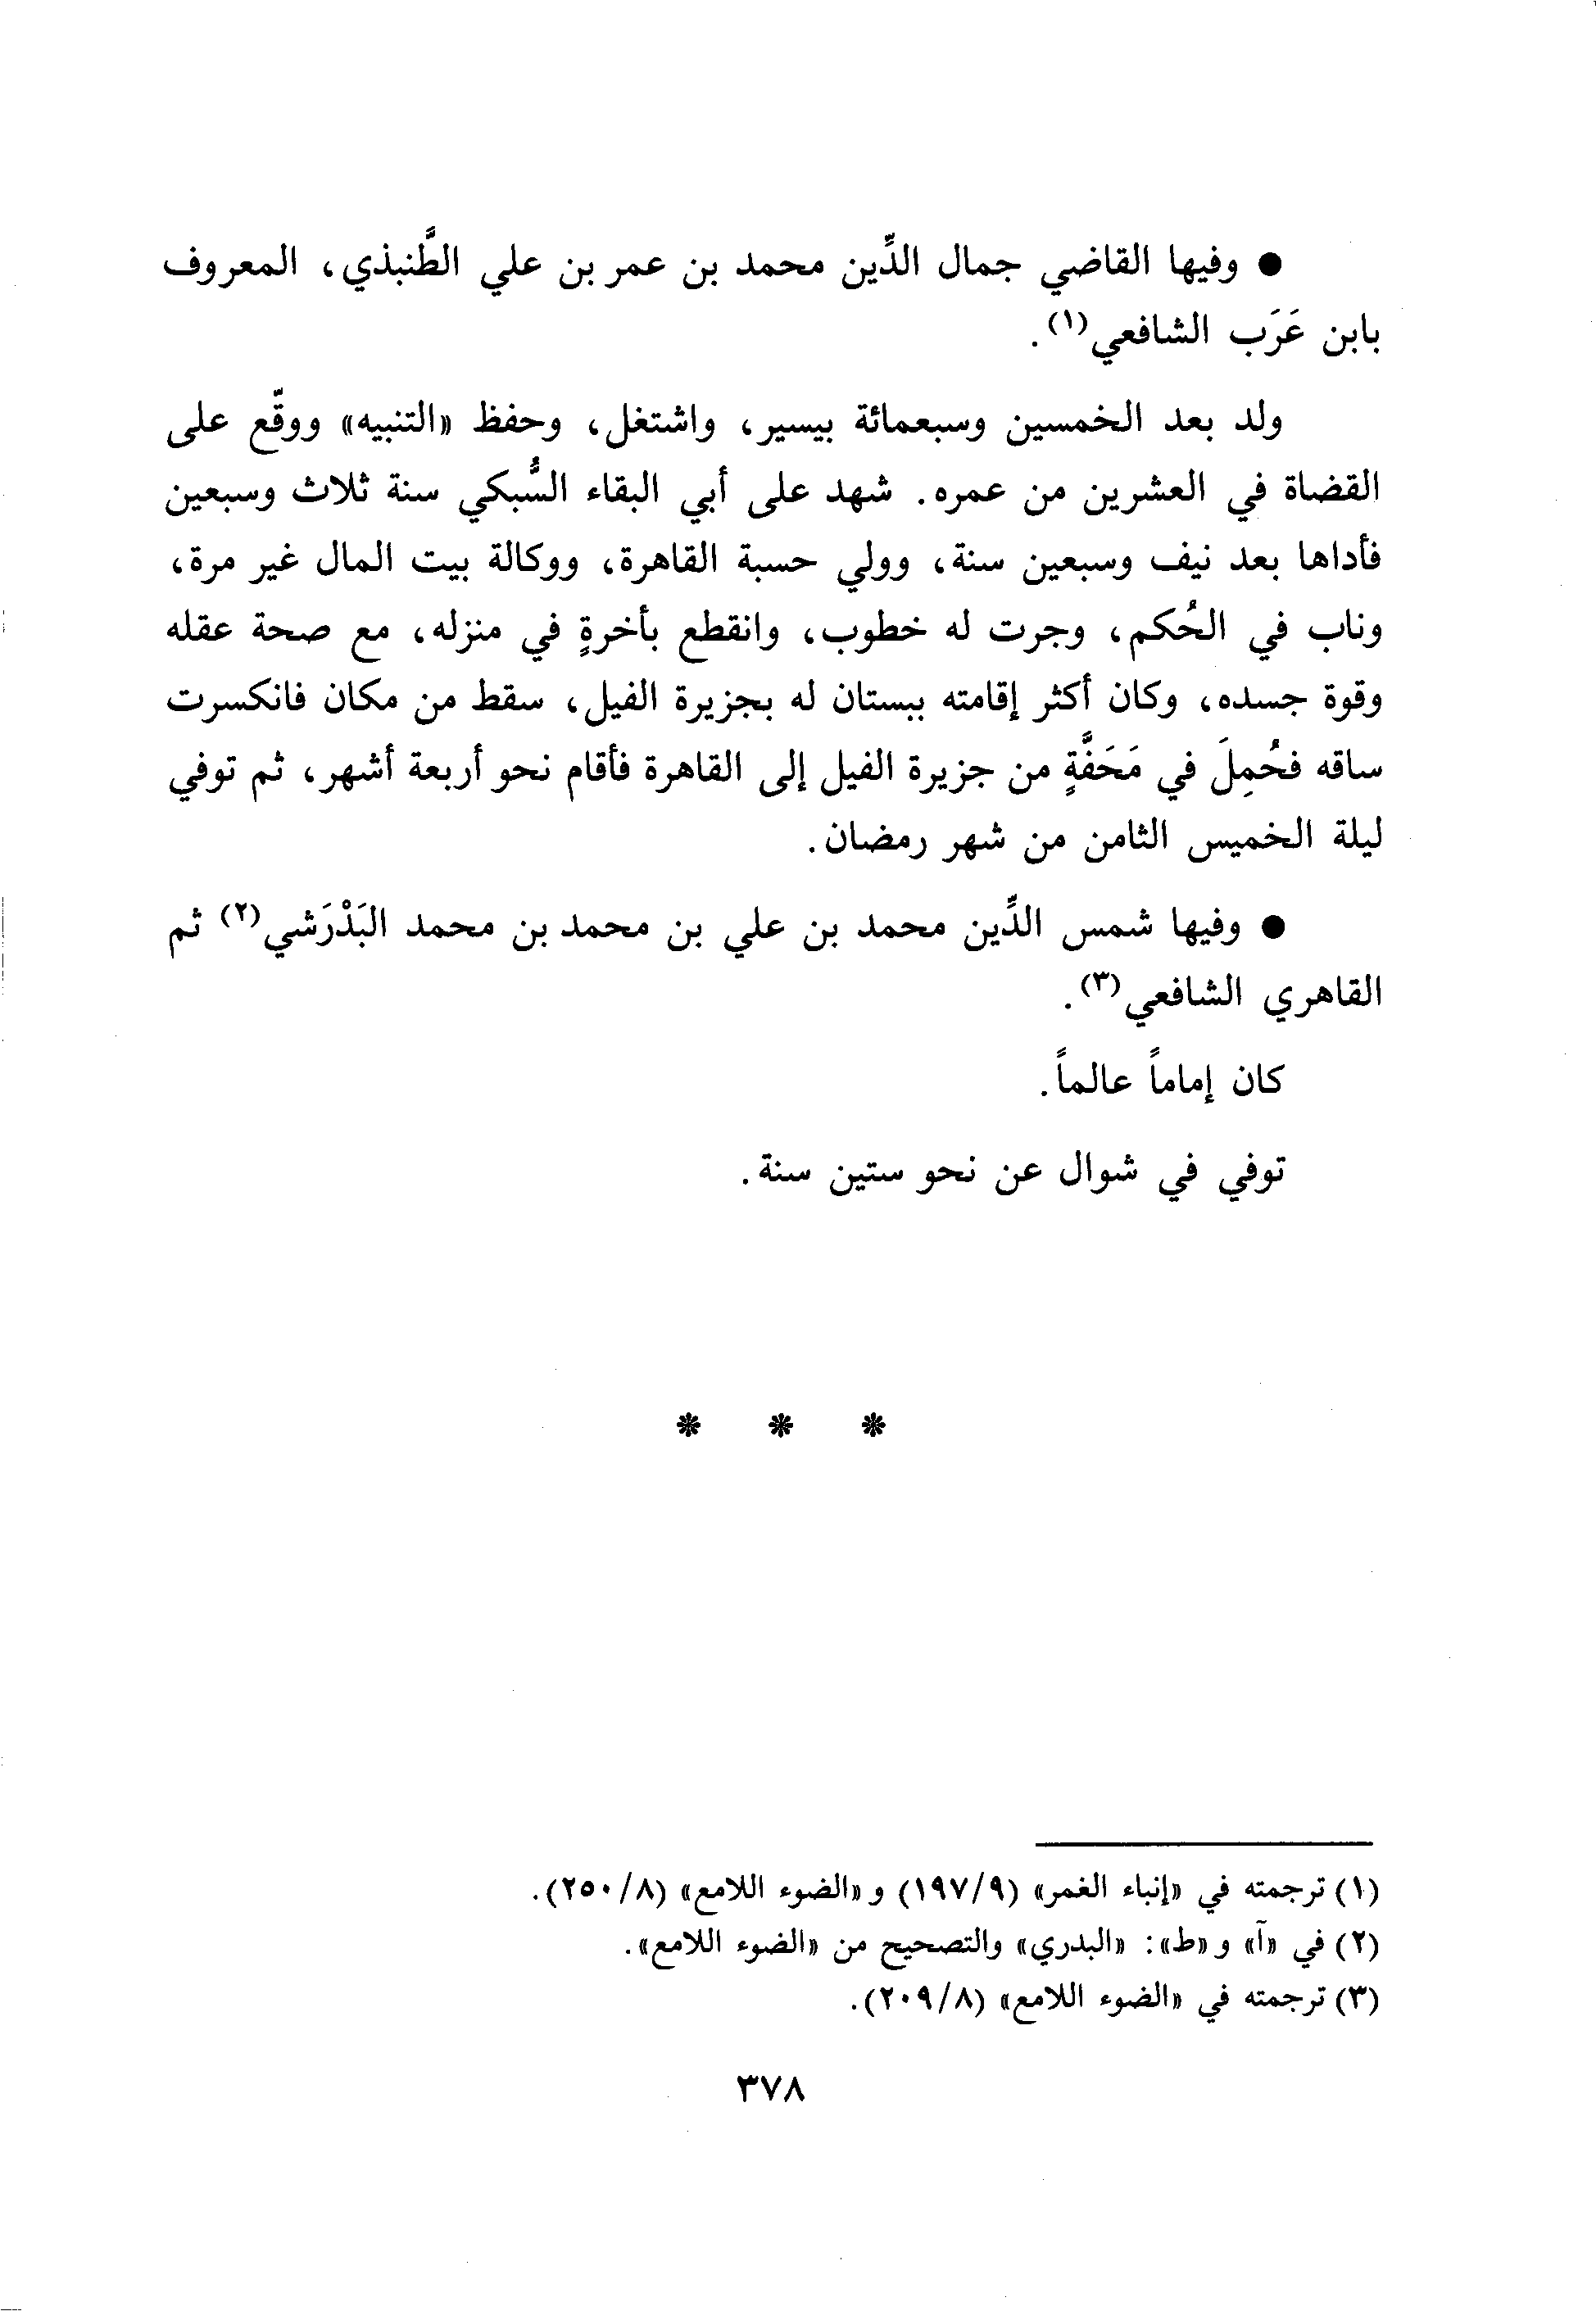 ● وفيها القاضي جمال الدِّين محمد بن عمر بن علي الطَّنبذي، المعروف
بابن عَرَب الشافعي(١).
ولد بعد الخمسين وسبعمائة بيسير، واشتغل، وحفظ «التنبيه» ووقّع على
القضاة في العشرين من عمره. شهد على أبي البقاء السُّبكي سنة ثلاث وسبعين
فأداها بعد نيف وسبعين سنة، وولي حسبة القاهرة، ووكالة بيت المال غير مرة،
وناب في الحُكم، وجرت له خطوب، وانقطع بأخرةٍ في منزله، مع صحة عقله
وقوة جسده، وكان أكثر إقامته ببستان له بجزيرة الفيل، سقط من مكان فانكسرت
ساقه فحُمِلَ في مَحَفَّةٍ من جزيرة الفيل إلى القاهرة فأقام نحو أربعة أشهر، ثم توفي
ليلة الخميس الثامن من شهر رمضان.
● وفيها شمس الدِّين محمد بن علي بن محمد بن محمد البَدْرَشي(٢) ثم
القاهري الشافعي(٣).
كان إماماً عالماً.
توفي في شوال عن نحو ستين سنة.
* * *
(١) ترجمته في «إنباء الغمر» (١٩٧/٩) و «الضوء اللامع» (٢٥٠/٨).
(٢) في «آ» و «ط»: «البدري» والتصحيح من «الضوء اللامع».
(٣) ترجمته في «الضوء اللامع» (٢٠٩/٨).
٣٧٨